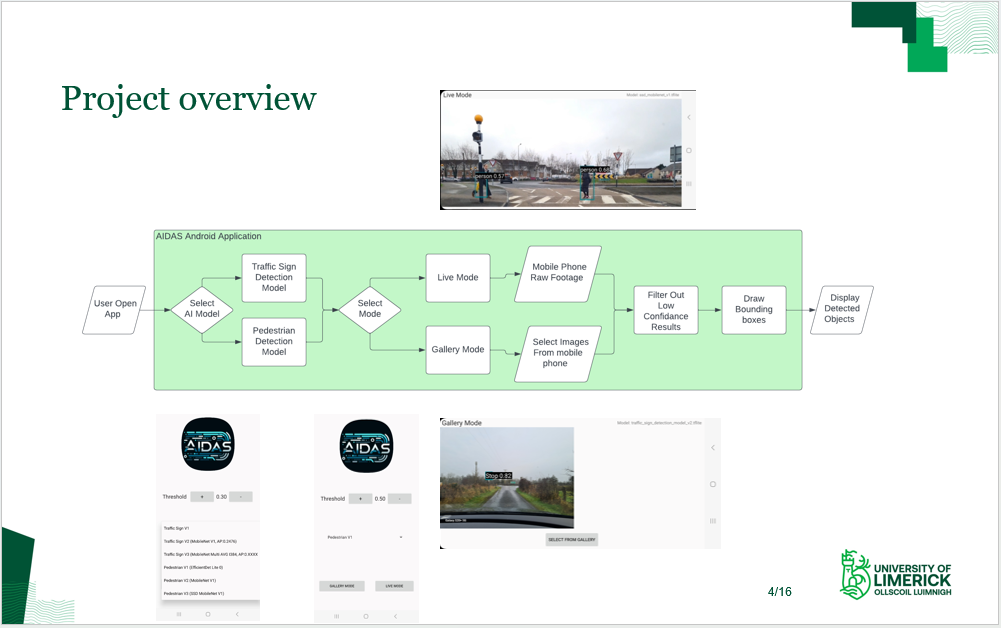 Project overview
Live Mode
Model: ssd_mobilenet_v1.tflite
person 0.57
person 0.68
AIDAS Android Application
User Open
App
Select
AI Model
Traffic Sign
Detection
Model
Pedestrian
Detection
Model
Select
Mode
Live Mode
Gallery Mode
Mobile Phone
Raw Footage
Select Images
From mobile
phone
Filter Out
Low
Confidance
Results
Draw
Bounding
boxes
Display
Detected
Objects
AIDAS
Threshold + 0.30 -
Traffic Sign V1
Traffic Sign V2 (MobileNet V1, AP:0.2476)
Traffic Sign V3 (MobileNet Multi AVG I384, AP:0.XXXX
Pedestrian V1 (EfficientDet Lite 0)
Pedestrian V2 (MobileNet V1)
Pedestrian V3 (SSD MobileNet V1)
AIDAS
Threshold + 0.50 -
Pedestrian V1
GALLERY MODE
LIVE MODE
Gallery Mode
Model: traffic_sign_detection_model_v2.tflite
Stop 0.82
SELECT FROM GALLERY
4/16
UNIVERSITY OF
LIMERICK
OLLSCOIL LUIMNIGH